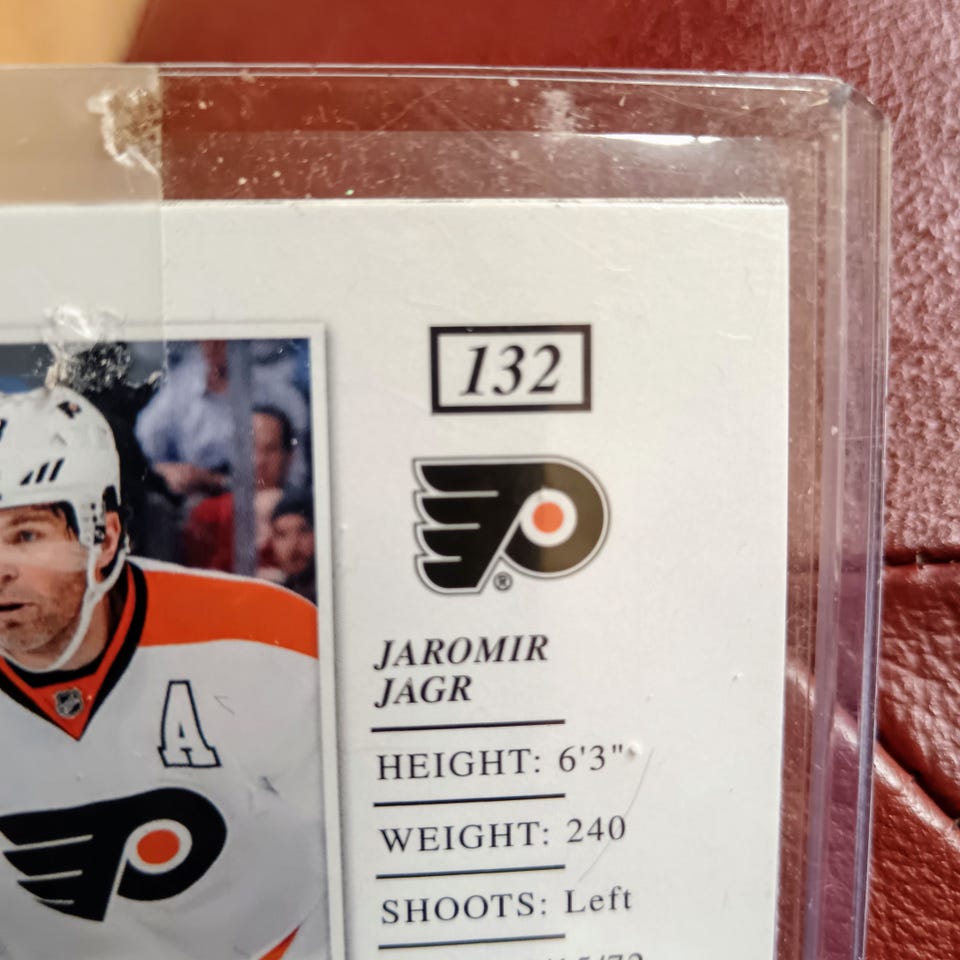 132
®
JAROMIR
JAGR
HEIGHT: 6'3"
WEIGHT: 240
SHOOTS: Left
A